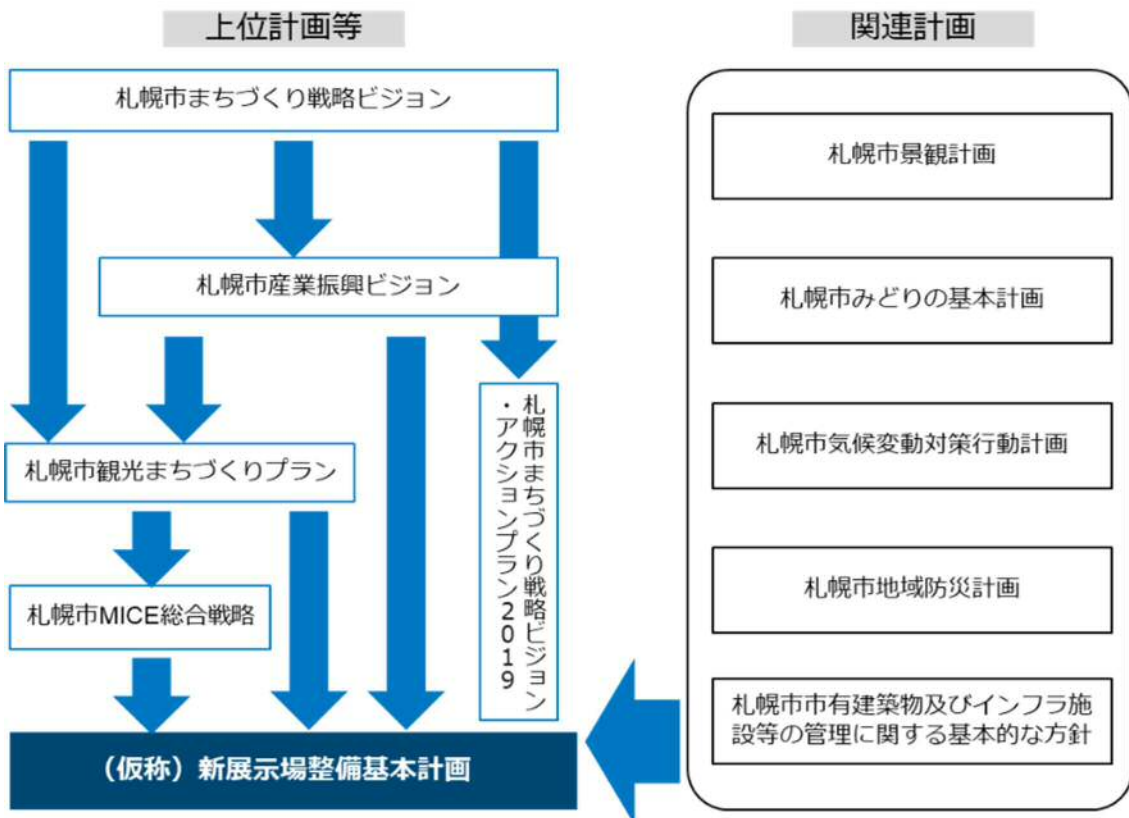 上位計画等
札幌市まちづくり戦略ビジョン
札幌市産業振興ビジョン
札幌市まちづくり戦略ビジョン
・アクションプラン2019
札幌市観光まちづくりプラン
札幌市MICE総合戦略
（仮称）新展示場整備基本計画
関連計画
札幌市景観計画
札幌市みどりの基本計画
札幌市気候変動対策行動計画
札幌市地域防災計画
札幌市市有建築物及びインフラ施
設等の管理に関する基本的な方針